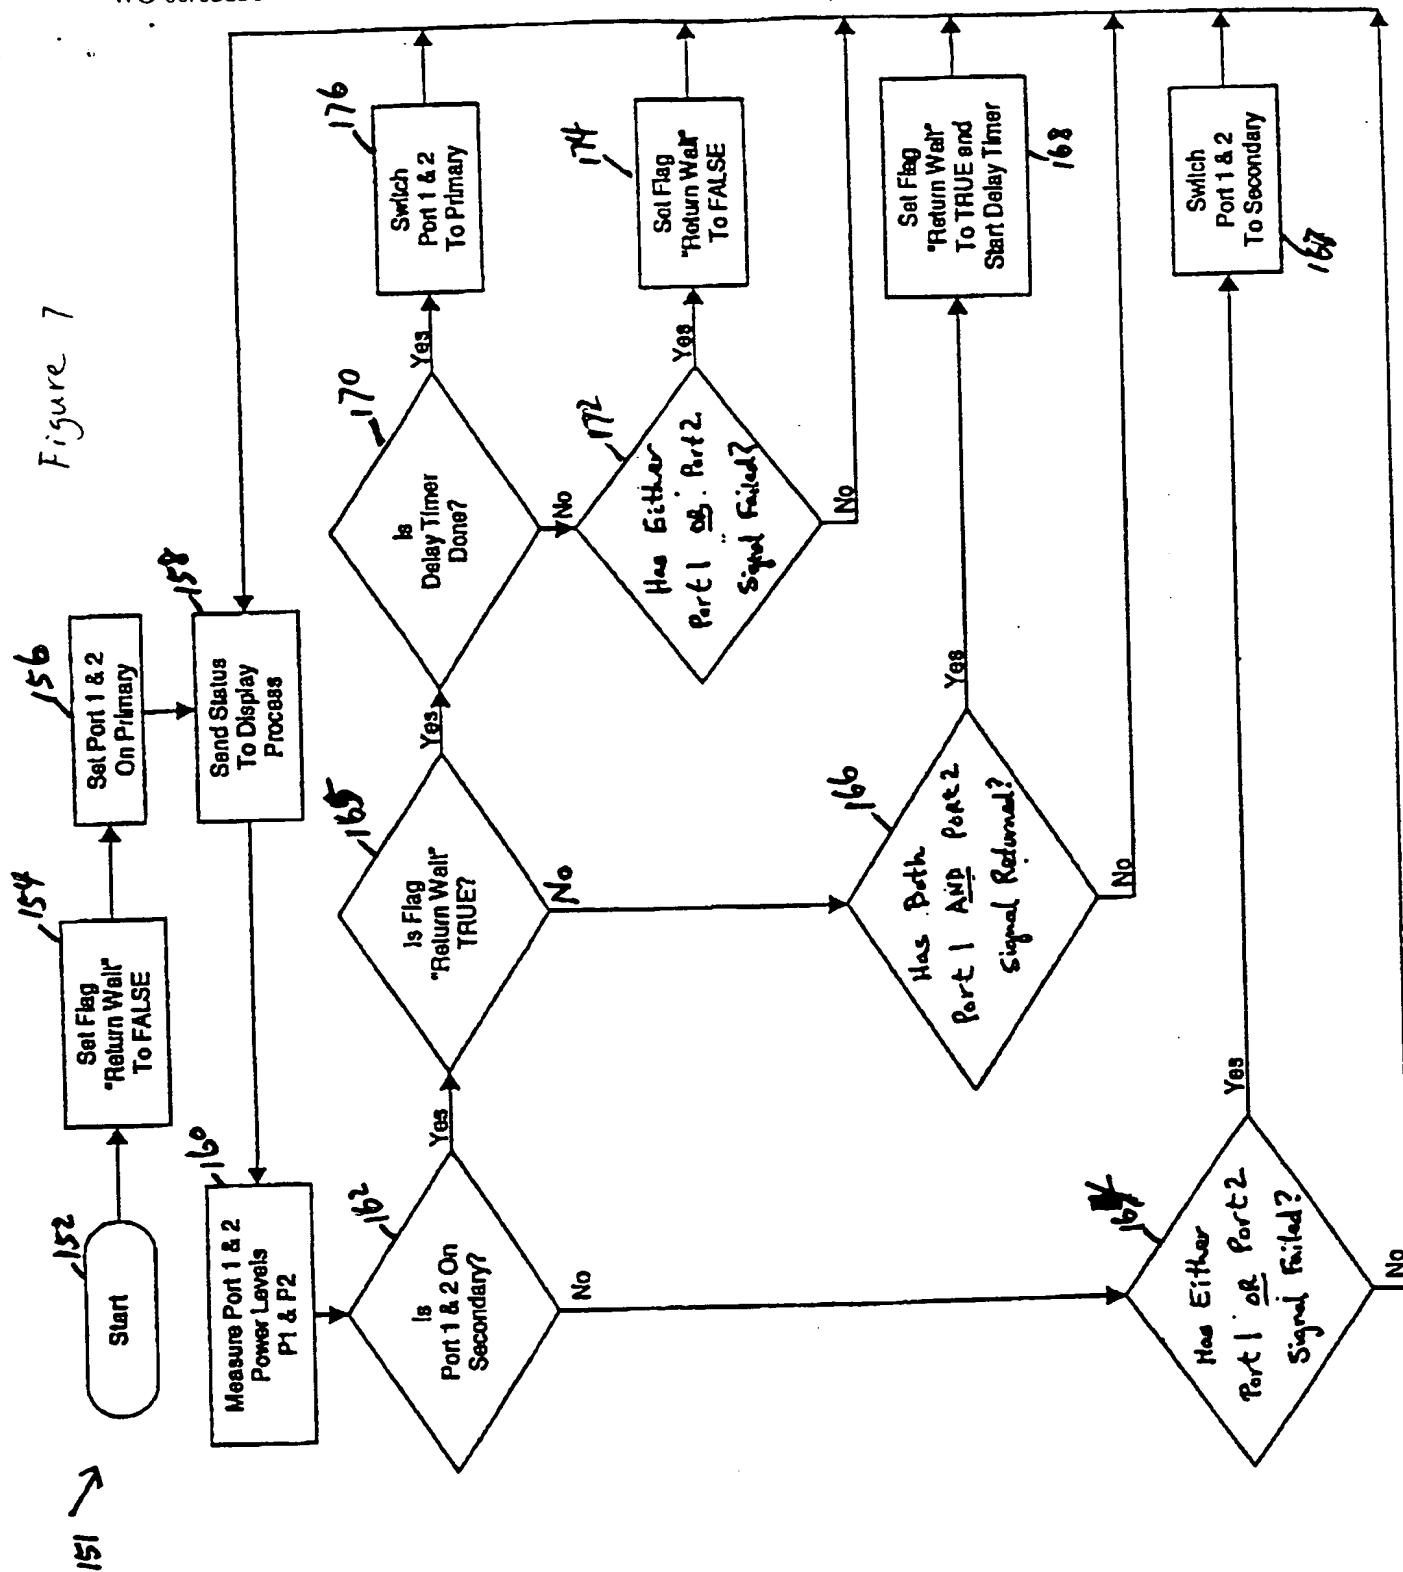 Figure 7
151
152
Start
154
Set Flag
"Return Wait"
To FALSE
156
Set Port 1 & 2
On Primary
158
Send Status
To Display
Process
160
Measure Port 1 & 2
Power Levels
P1 & P2
162
Is
Port 1 & 2 On
Secondary?
Yes
No
165
Is Flag
"Return Wait"
TRUE?
Yes
No
170
Is
Delay Timer
Done?
Yes
No
176
Switch
Port 1 & 2
To Primary
172
Has Either
Port 1 OR Port 2
Signal Failed?
Yes
No
174
Set Flag
"Return Wait"
To FALSE
166
Has Both
Port 1 AND Port 2
Signal Returned?
Yes
No
168
Set Flag
"Return Wait"
To TRUE and
Start Delay Timer
Has Either
Port 1 OR Port 2
Signal Failed?
Yes
No
Switch
Port 1 & 2
To Secondary